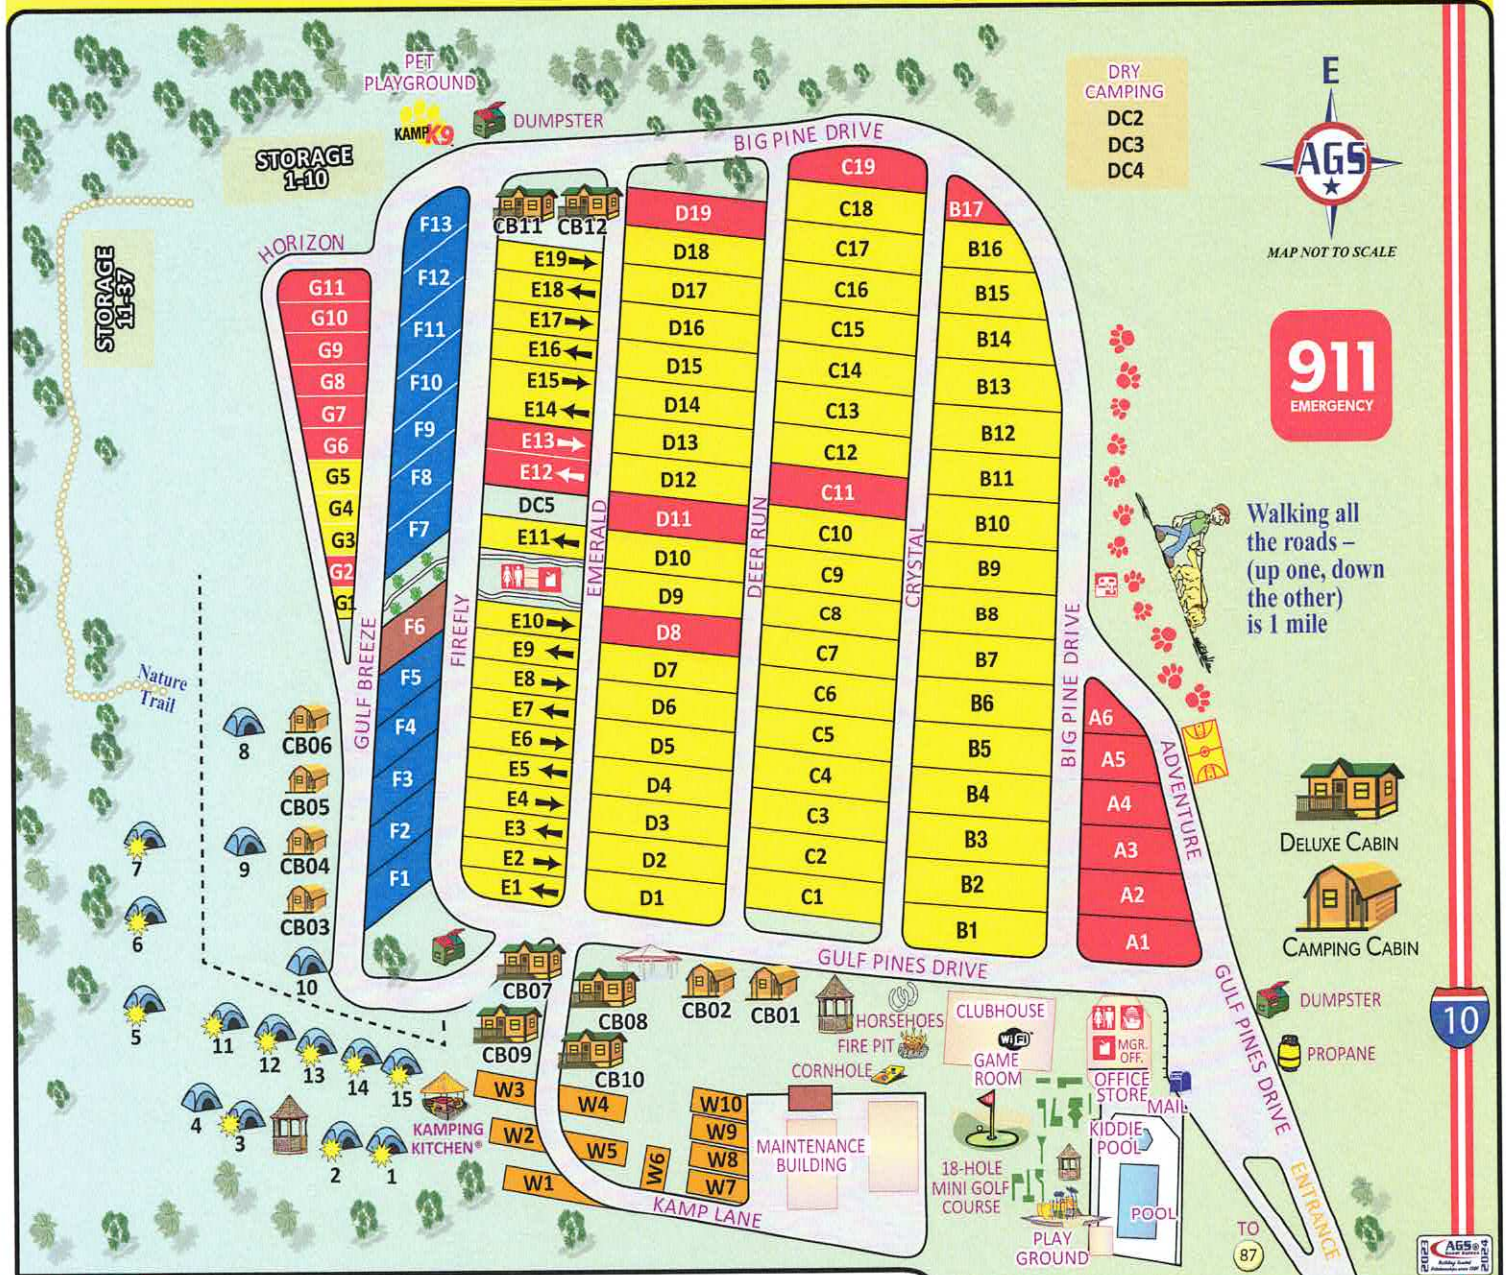 PET
PLAYGROUND
KAMP K9
DUMPSTER
BIG PINE DRIVE
DRY
CAMPING
DC2
DC3
DC4
E
AGS
MAP NOT TO SCALE
STORAGE
1-10
STORAGE
11-37
HORIZON
911
EMERGENCY
Walking all
the roads –
(up one, down
the other)
is 1 mile
Nature
Trail
G11
G10
G9
G8
G7
G6
G5
G4
G3
G2
G1
GULF BREEZE
F13
F12
F11
F10
F9
F8
F7
F6
F5
F4
F3
F2
F1
FIREFLY
CB11
CB12
E19
E18
E17
E16
E15
E14
E13
E12
DC5
E11
E10
E9
E8
E7
E6
E5
E4
E3
E2
E1
EMERALD
D19
D18
D17
D16
D15
D14
D13
D12
D11
D10
D9
D8
D7
D6
D5
D4
D3
D2
D1
DEER RUN
C19
C18
C17
C16
C15
C14
C13
C12
C11
C10
C9
C8
C7
C6
C5
C4
C3
C2
C1
CRYSTAL
B17
B16
B15
B14
B13
B12
B11
B10
B9
B8
B7
B6
B5
B4
B3
B2
B1
BIG PINE DRIVE
A6
A5
A4
A3
A2
A1
ADVENTURE
DELUXE CABIN
CAMPING CABIN
8
CB06
CB05
7
9
CB04
6
CB03
10
5
11
12
13
14
15
4
3
2
1
KAMPING
KITCHEN®
CB07
CB08
CB09
CB10
CB02
CB01
GULF PINES DRIVE
HORSEHOES
FIRE PIT
CORNHOLE
CLUBHOUSE
WiFi
GAME
ROOM
MGR.
OFF.
OFFICE
STORE
MAIL
GULF PINES DRIVE
DUMPSTER
PROPANE
10
W3
W4
W2
W5
W1
W6
W10
W9
W8
W7
KAMP LANE
MAINTENANCE
BUILDING
18-HOLE
MINI GOLF
COURSE
KIDDIE
POOL
POOL
PLAY
GROUND
ENTRANCE
TO
87
2023
AGS®
2024